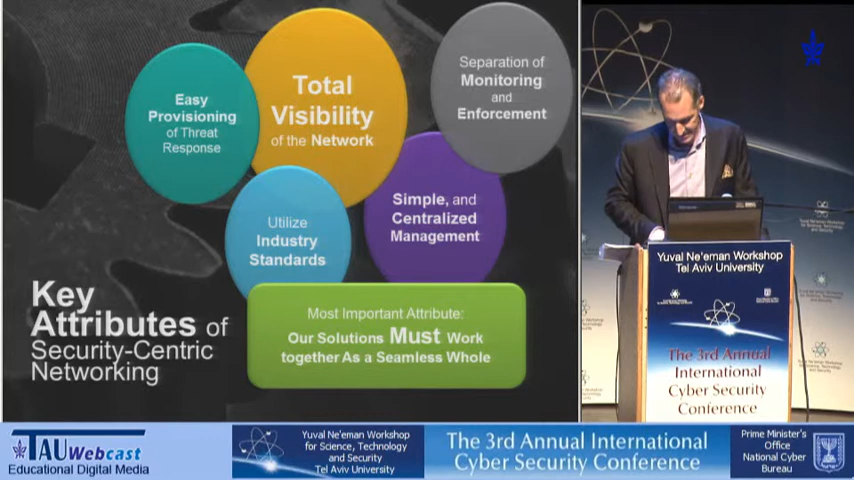 Easy
Provisioning
of Threat
Response
Total
Visibility
of the Network
Separation of
Monitoring
and
Enforcement
Utilize
Industry
Standards
Simple, and
Centralized
Management
Key
Attributes of
Security-Centric
Networking
Most Important Attribute:
Our Solutions Must Work
together As a Seamless Whole
Yuval Ne'eman Workshop
Tel Aviv University
The 3rd Annual
International
Cyber Security
Conference
TAU Webcast
Educational Digital Media
Yuval Ne'eman Workshop
for Science, Technology
and Security
Tel Aviv University
The 3rd Annual International
Cyber Security Conference
Prime Minister's
Office
National Cyber
Bureau